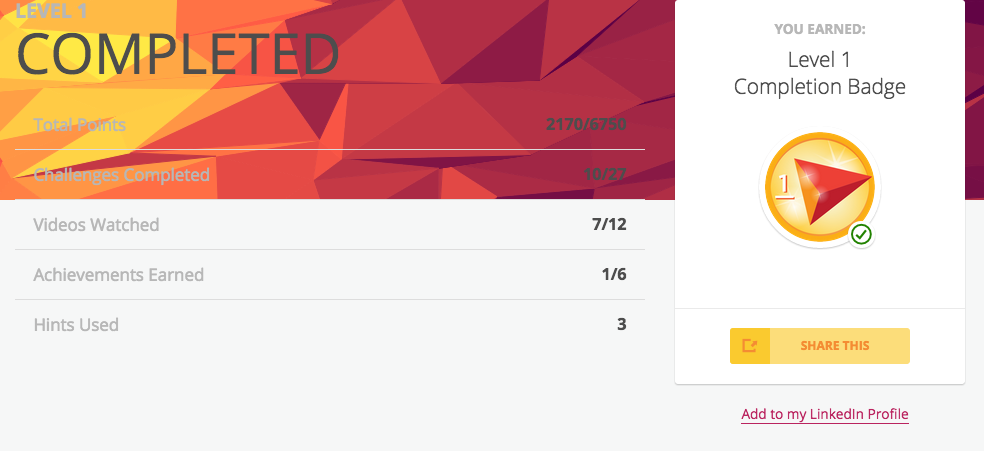 LEVEL 1
COMPLETED
Total Points 2170/6750
Challenges Completed 10/27
Videos Watched 7/12
Achievements Earned 1/6
Hints Used 3
YOU EARNED:
Level 1
Completion Badge
1
SHARE THIS
Add to my LinkedIn Profile